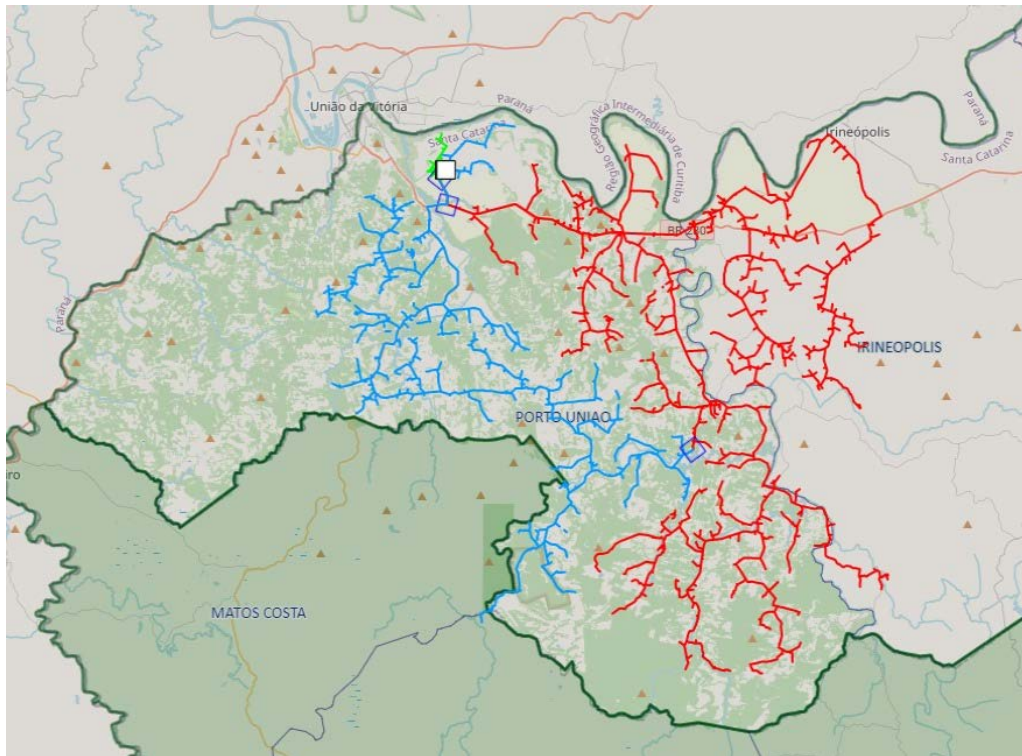 União da Vitória
Paraná
Santa Catarina
Região Geográfica Intermediária de Curitiba
Irineópolis
Paraná
Santa Catarina
BR 280
Paraná
IRINEOPOLIS
PORTO UNIAO
ro
MATOS COSTA